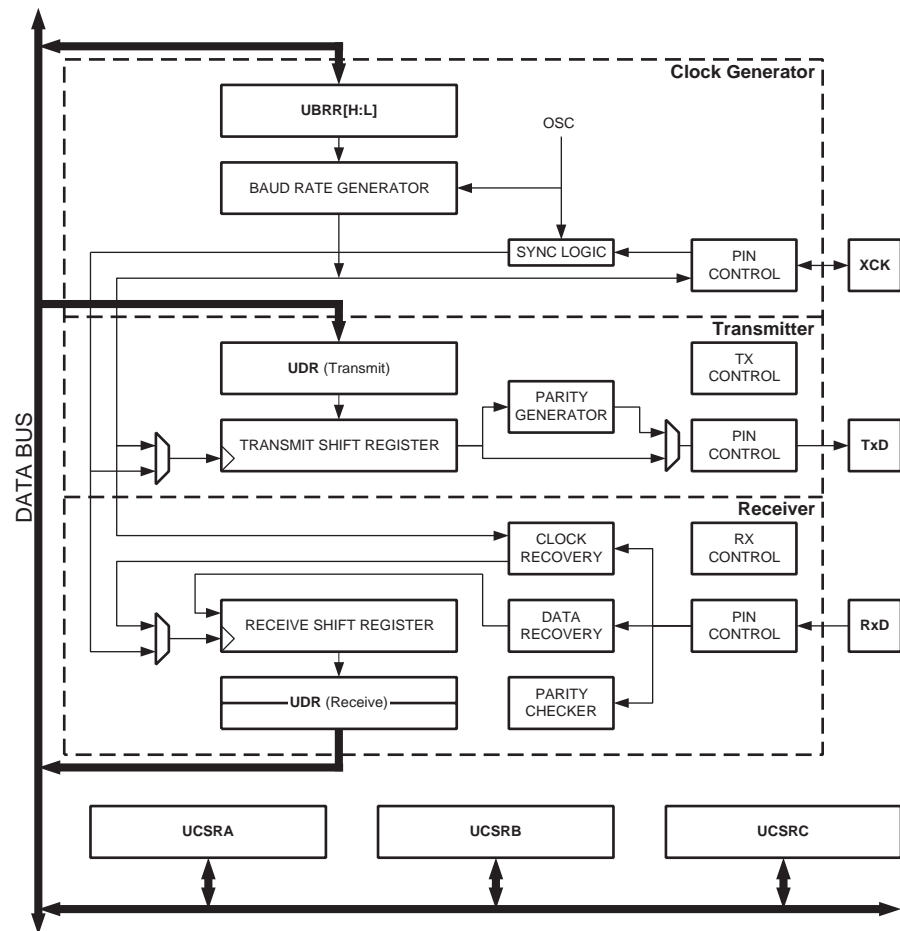 Clock Generator
UBRR[H:L]
OSC
BAUD RATE GENERATOR
SYNC LOGIC
PIN
CONTROL
XCK
Transmitter
UDR (Transmit)
TX
CONTROL
PARITY
GENERATOR
TRANSMIT SHIFT REGISTER
PIN
CONTROL
TxD
DATA BUS
Receiver
CLOCK
RECOVERY
RX
CONTROL
RECEIVE SHIFT REGISTER
DATA
RECOVERY
PIN
CONTROL
RxD
UDR (Receive)
PARITY
CHECKER
UCSRA
UCSRB
UCSRC